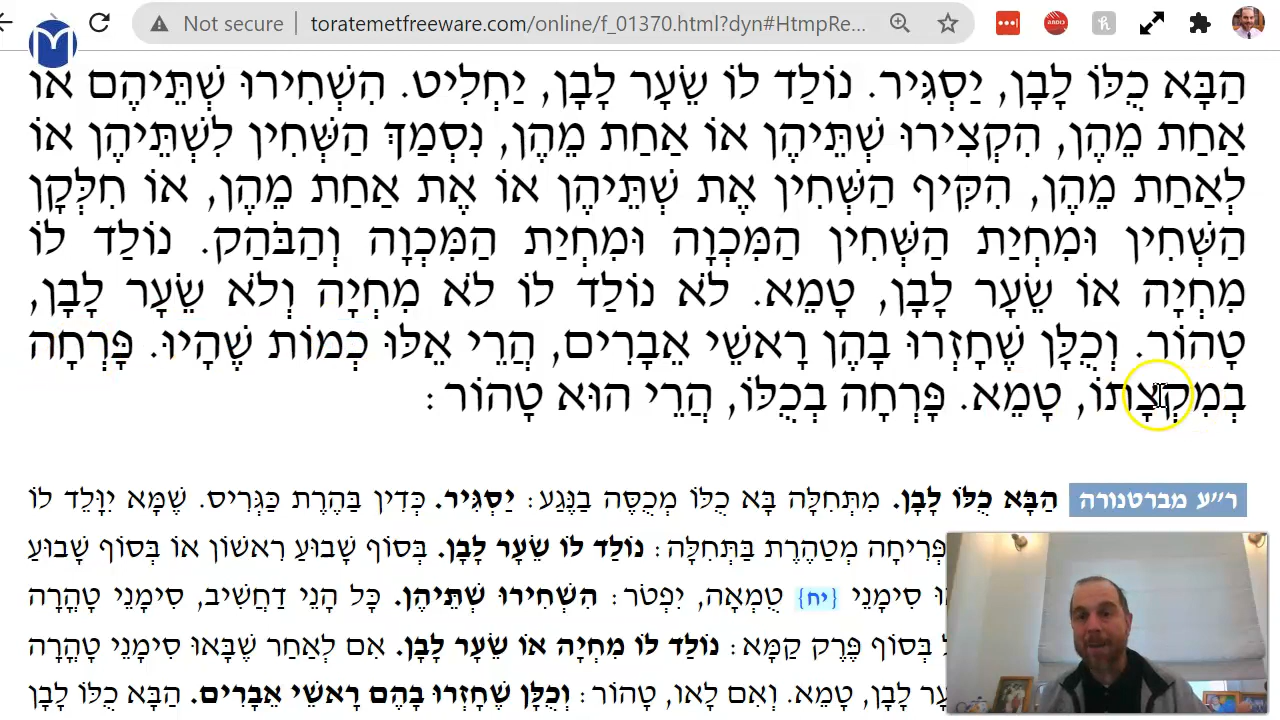 Not secure
toratemetfreeware.com/online/f_01370.html?dyn#HtmpRe...
הַבָּא כֻלּוֹ לָבָן, יַסְגִּיר. נוֹלַד לוֹ שֵׂעָר לָבָן, יַחְלִיט. הִשְׁחִירוּ שְׁתֵּיהֶם אוֹ
אַחַת מֵהֶן, הִקְצִירוּ שְׁתֵּיהֶן אוֹ אַחַת מֵהֶן, נִסְמַךְ הַשְּׁחִין לִשְׁתֵּיהֶן אוֹ
לְאַחַת מֵהֶן, הִקִּיף הַשְּׁחִין אֶת שְׁתֵּיהֶן אוֹ אֶת אַחַת מֵהֶן, אוֹ חִלְּקָן
הַשְּׁחִין וּמִחְיַת הַשְּׁחִין הַמִּכְוָה וּמִחְיַת הַמִּכְוָה וְהַבֹּהַק. נוֹלַד לוֹ
מִחְיָה אוֹ שֵׂעָר לָבָן, טָמֵא. לֹא נוֹלַד לוֹ לֹא מִחְיָה וְלֹא שֵׂעָר לָבָן,
טָהוֹר. וְכֻלָּן שֶׁחָזְרוּ בָהֶן רָאשֵׁי אֵבָרִים, הֲרֵי אֵלּוּ כְמוֹת שֶׁהָיוּ. פָּרְחָה
בְמִקְצָתוֹ, טָמֵא. פָּרְחָה בְכֻלּוֹ, הֲרֵי הוּא טָהוֹר:
ר"ע מברטנורה הַבָּא כֻּלּוֹ לָבָן. מִתְּחִלָּה בָּא כֻּלּוֹ מְכֻסֶּה בַנֶּגַע: יַסְגִּיר. כְּדִין בַּהֶרֶת כַּגְּרִיס. שֶׁמָּא יִוָּלֵד לוֹ
פְּרִיחָה מְטַהֶרֶת בַּתְּחִלָּה: נוֹלַד לוֹ שֵׂעָר לָבָן. בְּסוֹף שָׁבוּעַ רִאשׁוֹן אוֹ בְּסוֹף שָׁבוּעַ
סִימָנֵי {יח} טֻמְאָה, יִפְטֹר: הִשְׁחִירוּ שְׁתֵּיהֶן. כָּל הָנֵי דַחֲשִׁיב, סִימָנֵי טָהֳרָה
בְּסוֹף פֶּרֶק קַמָּא: נוֹלַד לוֹ מִחְיָה אוֹ שֵׂעָר לָבָן. אִם לְאַחַר שֶׁבָּאוּ סִימָנֵי טָהֳרָה
לָבָן, טָמֵא. וְאִם לָאו, טָהוֹר: וְכֻלָּן שֶׁחָזְרוּ בָהֶם רָאשֵׁי אֵבָרִים. הַבָּא כֻּלּוֹ לָבָן